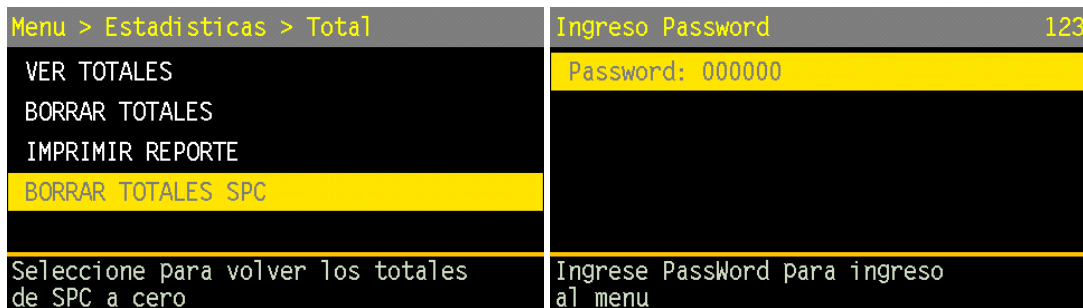 Menu > Estadisticas > Total
VER TOTALES
BORRAR TOTALES
IMPRIMIR REPORTE
BORRAR TOTALES SPC
Seleccione para volver los totales
de SPC a cero
Ingreso Password 123
Password: 000000
Ingrese PassWord para ingreso
al menu